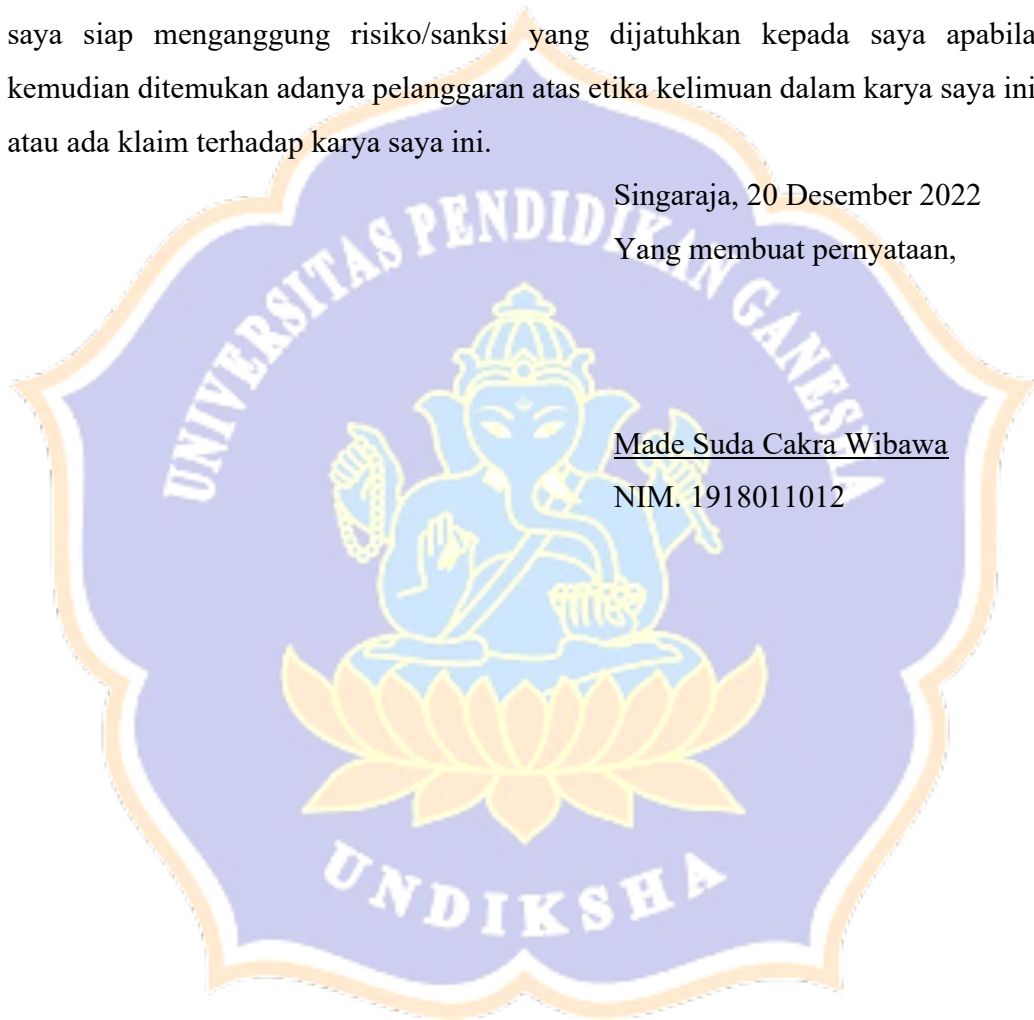 saya siap menganggung risiko/sanksi yang dijatuhkan kepada saya apabila
kemudian ditemukan adanya pelanggaran atas etika kelimuan dalam karya saya ini
atau ada klaim terhadap karya saya ini.
Singaraja, 20 Desember 2022
Yang membuat pernyataan,
UNIVERSITAS PENDIDIKAN GANESHA
Made Suda Cakra Wibawa
NIM. 1918011012
UNDIKSHA